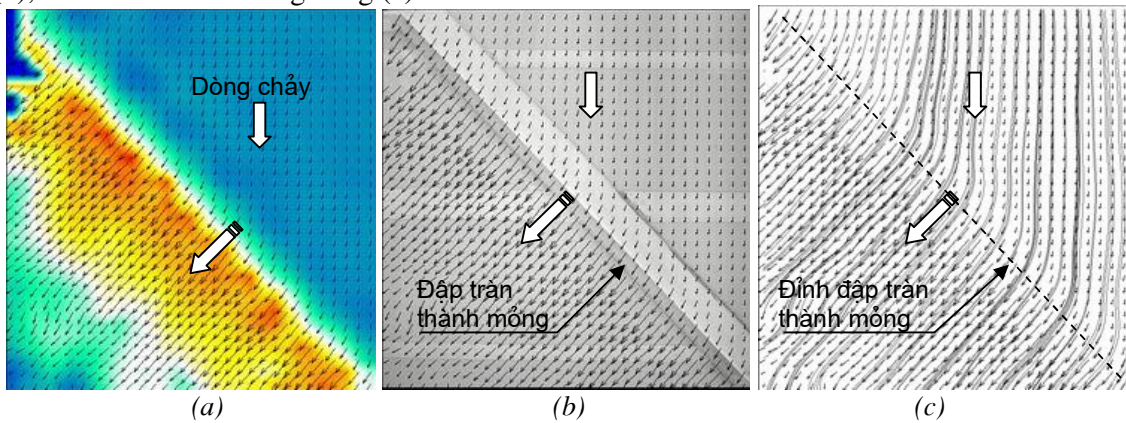 Dòng chảy
Đập tràn
thành mỏng
Đỉnh đập tràn
thành mỏng
(a)
(b)
(c)